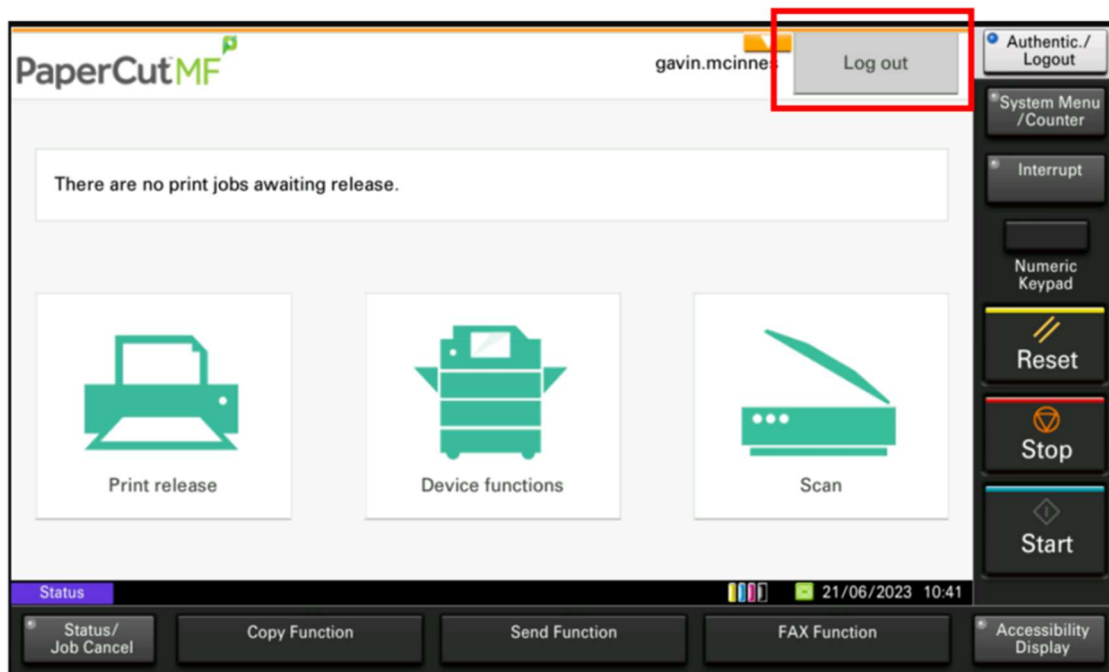 PaperCut MF
gavin.mcinnes
Log out
Authentic./
Logout
System Menu
/Counter
There are no print jobs awaiting release.
Interrupt
Numeric
Keypad
Reset
Stop
Print release
Device functions
Scan
Start
Status
21/06/2023 10:41
Status/
Job Cancel
Copy Function
Send Function
FAX Function
Accessibility
Display